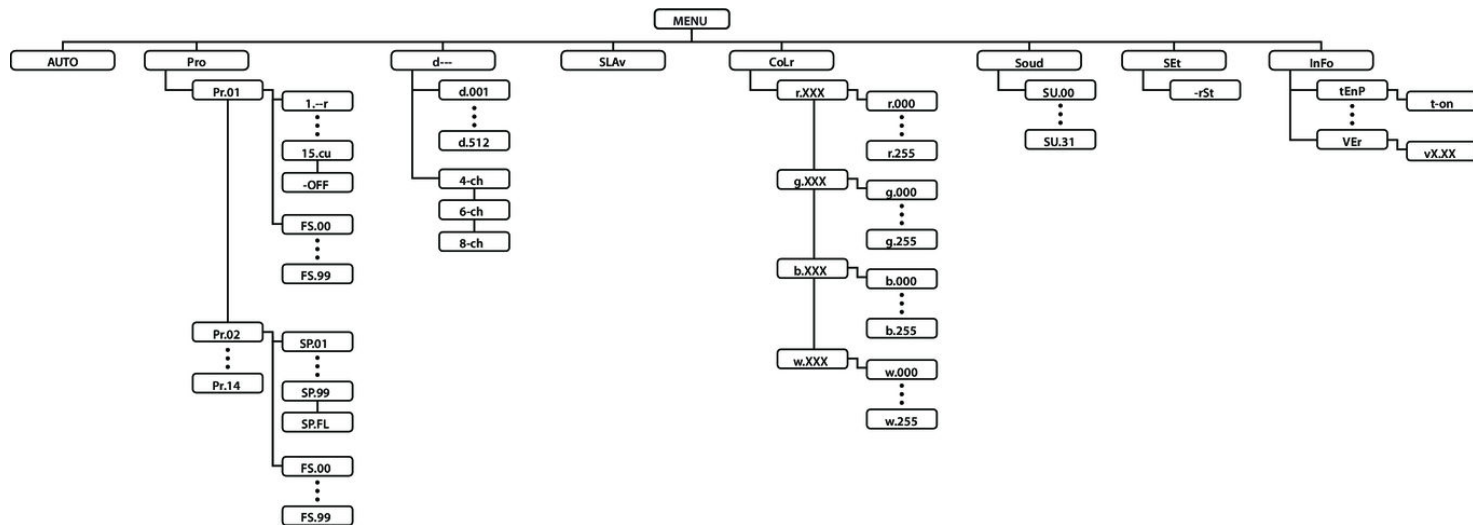 MENU
AUTO
Pro
d---
SLAv
CoLr
Soud
SEt
InFo
Pr.01
1.--r
15.cu
-OFF
FS.00
FS.99
Pr.02
Pr.14
SP.01
SP.99
SP.FL
FS.00
FS.99
d.001
d.512
4-ch
6-ch
8-ch
r.XXX
r.000
r.255
g.XXX
g.000
g.255
b.XXX
b.000
b.255
w.XXX
w.000
w.255
SU.00
SU.31
-rSt
tEnP
t-on
VEr
vX.XX